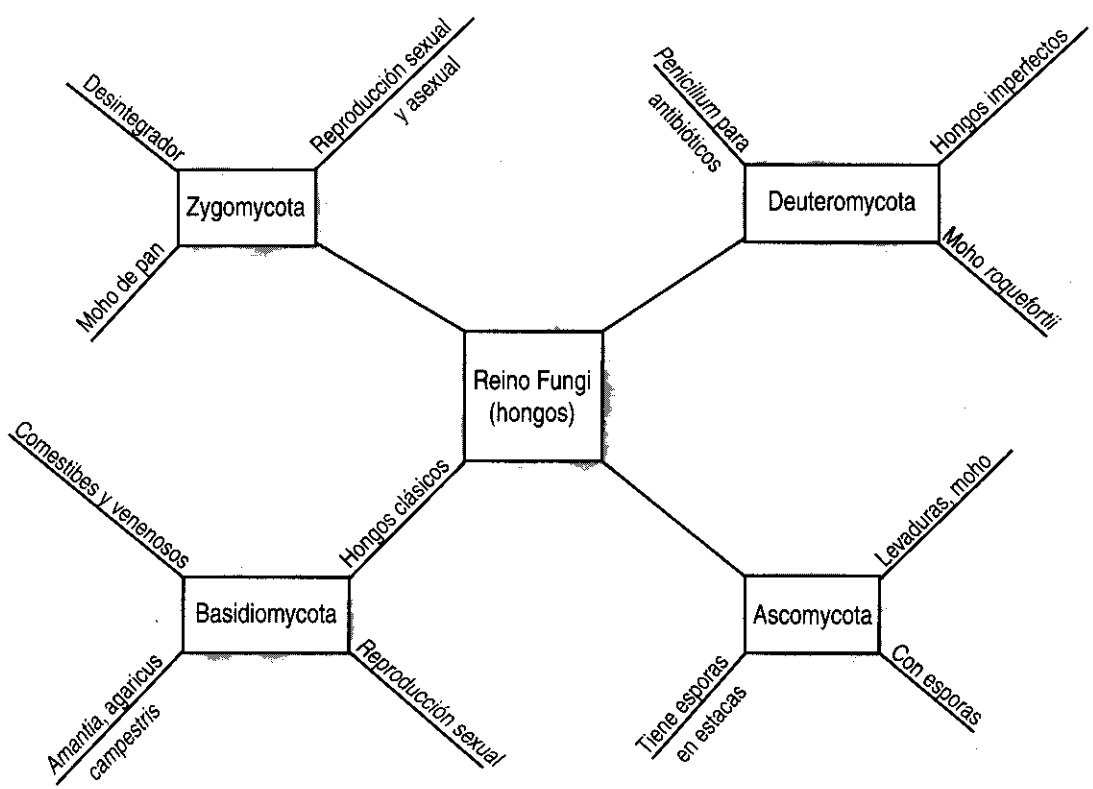 Desintegrador
Reproducción sexual
y asexual
Zygomycota
Moho de pan
Penicilium para
antibióticos
Hongos imperfectos
Deuteromycota
Moho roquefortii
Reino Fungi
(hongos)
Comestibes y venenosos
Hongos clásicos
Basidiomycota
Amantia, agaricus
campestris
Reproducción sexual
Levaduras, moho
Ascomycota
Tiene esporas
en estacas
Con esporas